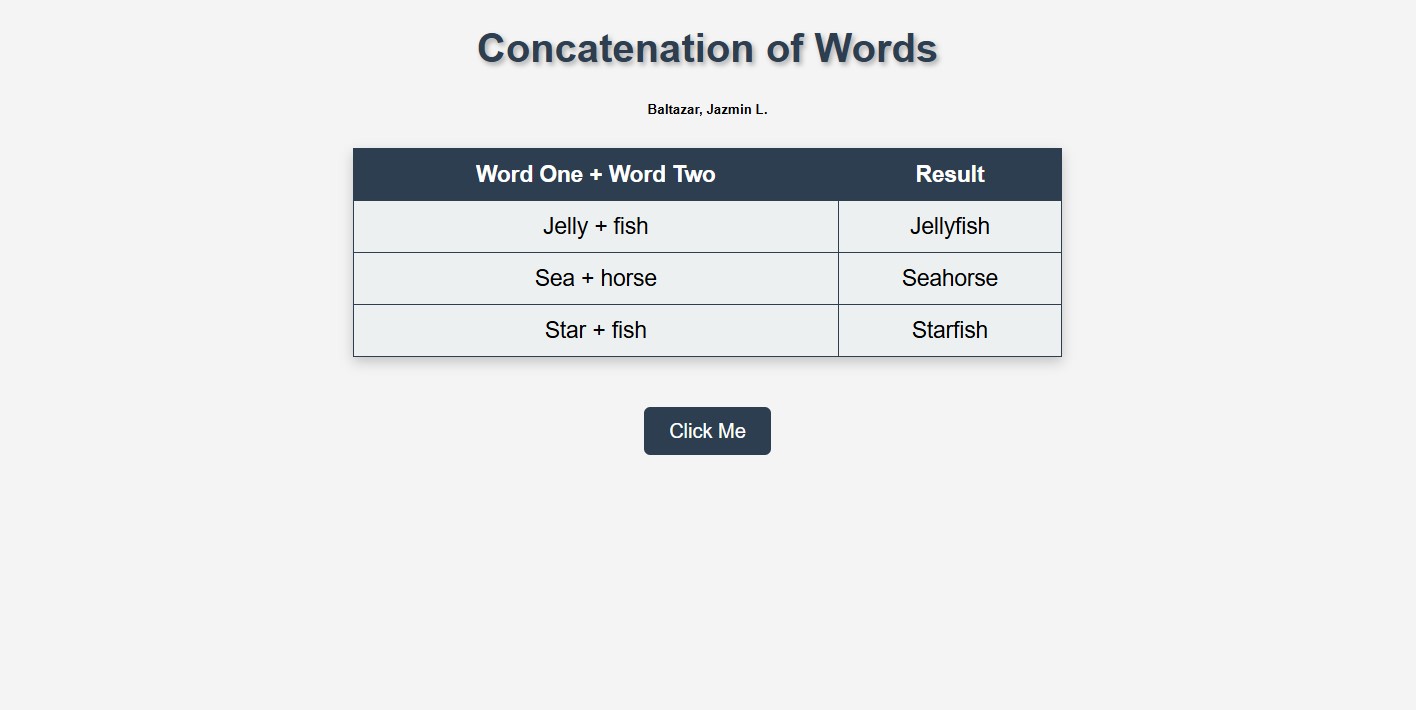 Concatenation of Words
Baltazar, Jazmin L.
Word One + Word Two Result
Jelly + fish Jellyfish
Sea + horse Seahorse
Star + fish Starfish
Click Me